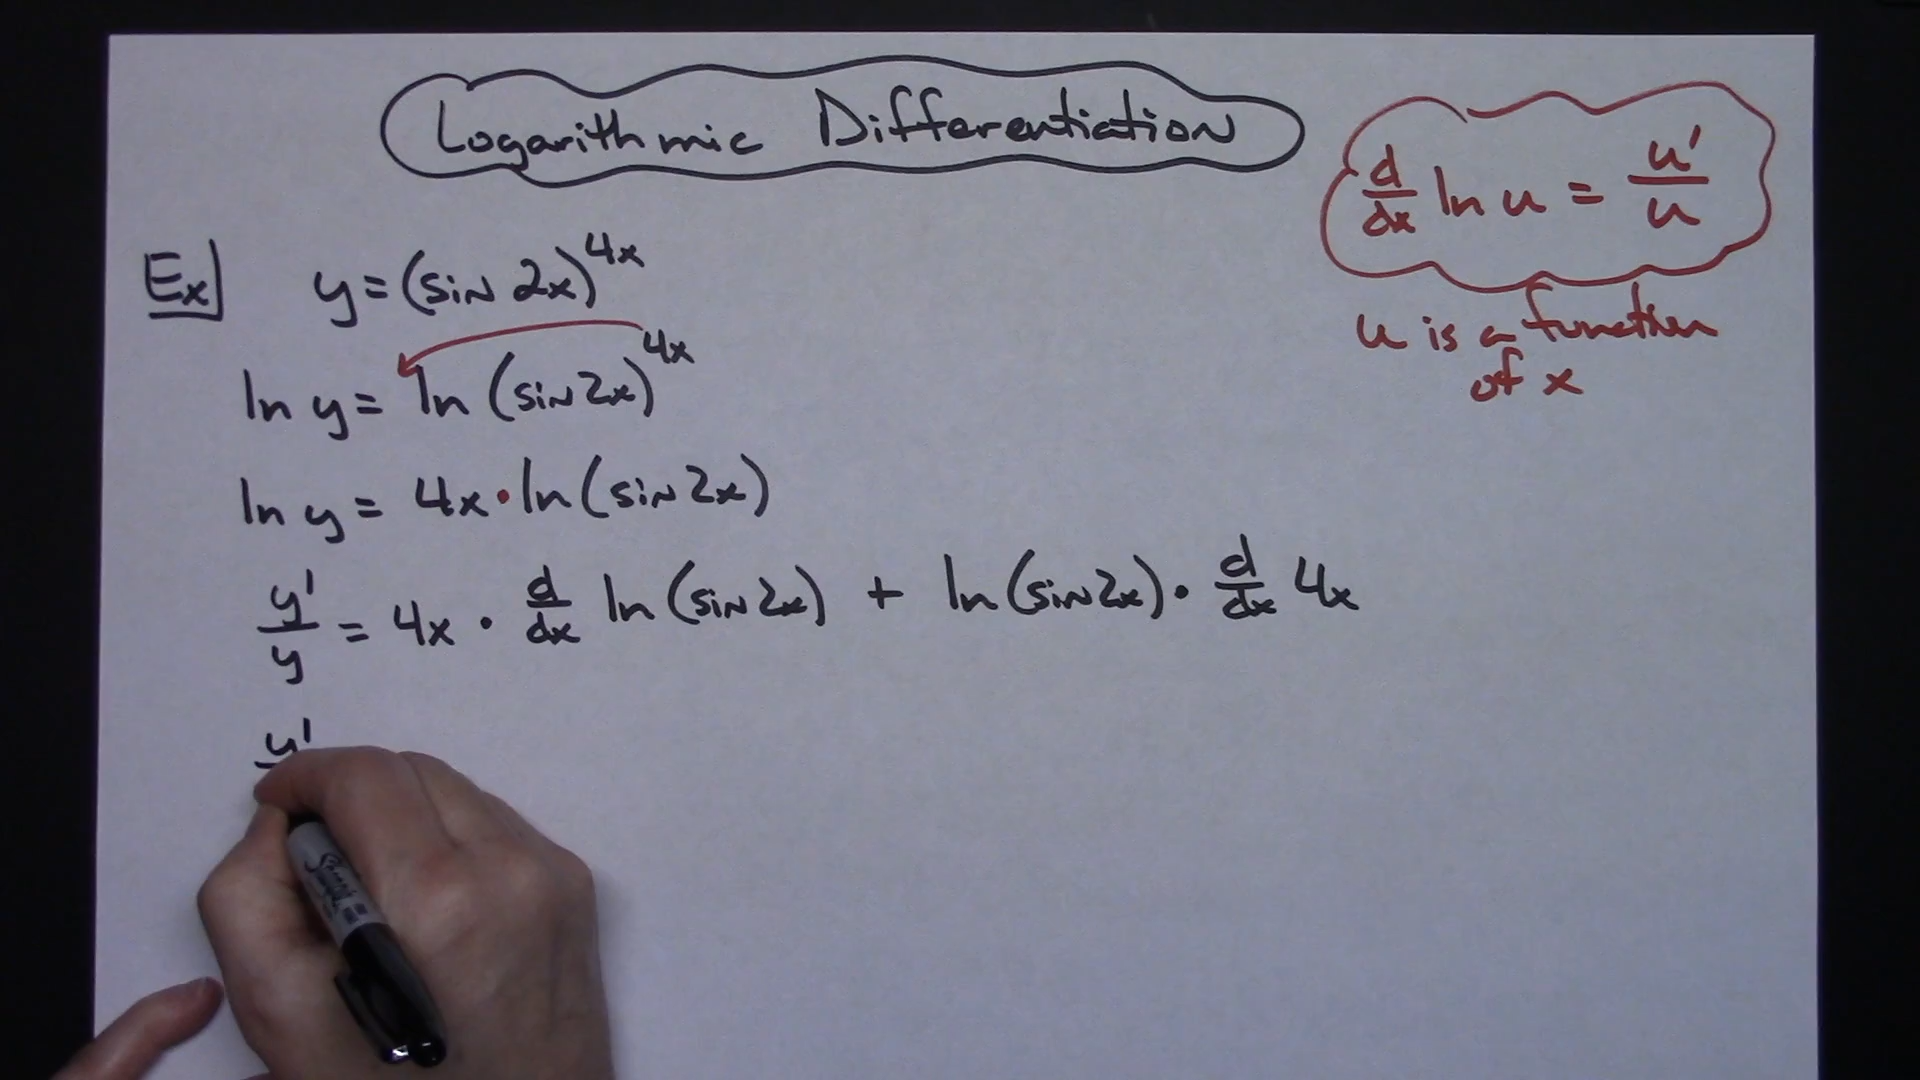 Logarithmic Differentiation
d/dx ln u = u'/u
u is a function
of x
Ex y = (sin 2x)^4x
ln y = ln (sin 2x)^4x
ln y = 4x · ln (sin 2x)
y'/y = 4x · d/dx ln (sin 2x) + ln (sin 2x) · d/dx 4x
y'
Sharpie